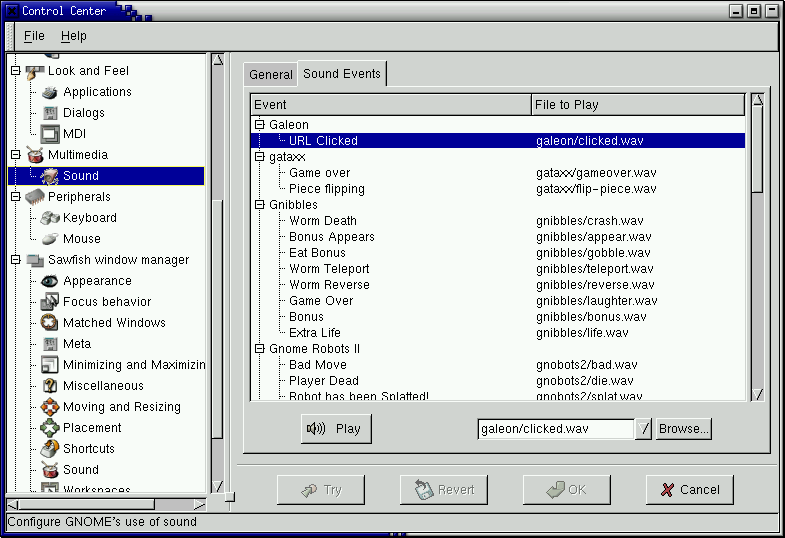 Control Center
File Help
Look and Feel
Applications
Dialogs
MDI
Multimedia
Sound
Peripherals
Keyboard
Mouse
Sawfish window manager
Appearance
Focus behavior
Matched Windows
Meta
Minimizing and Maximizin
Miscellaneous
Moving and Resizing
Placement
Shortcuts
Sound
Workspaces
General Sound Events
Event File to Play
Galeon
URL Clicked galeon/clicked.wav
gataxx
Game over gataxx/gameover.wav
Piece flipping gataxx/flip-piece.wav
Gnibbles
Worm Death gnibbles/crash.wav
Bonus Appears gnibbles/appear.wav
Eat Bonus gnibbles/gobble.wav
Worm Teleport gnibbles/teleport.wav
Worm Reverse gnibbles/reverse.wav
Game Over gnibbles/laughter.wav
Bonus gnibbles/bonus.wav
Extra Life gnibbles/life.wav
Gnome Robots II
Bad Move gnobots2/bad.wav
Player Dead gnobots2/die.wav
Robot has been Splatted! gnobots2/splat.wav
Play galeon/clicked.wav Browse...
Try Revert OK Cancel
Configure GNOME's use of sound